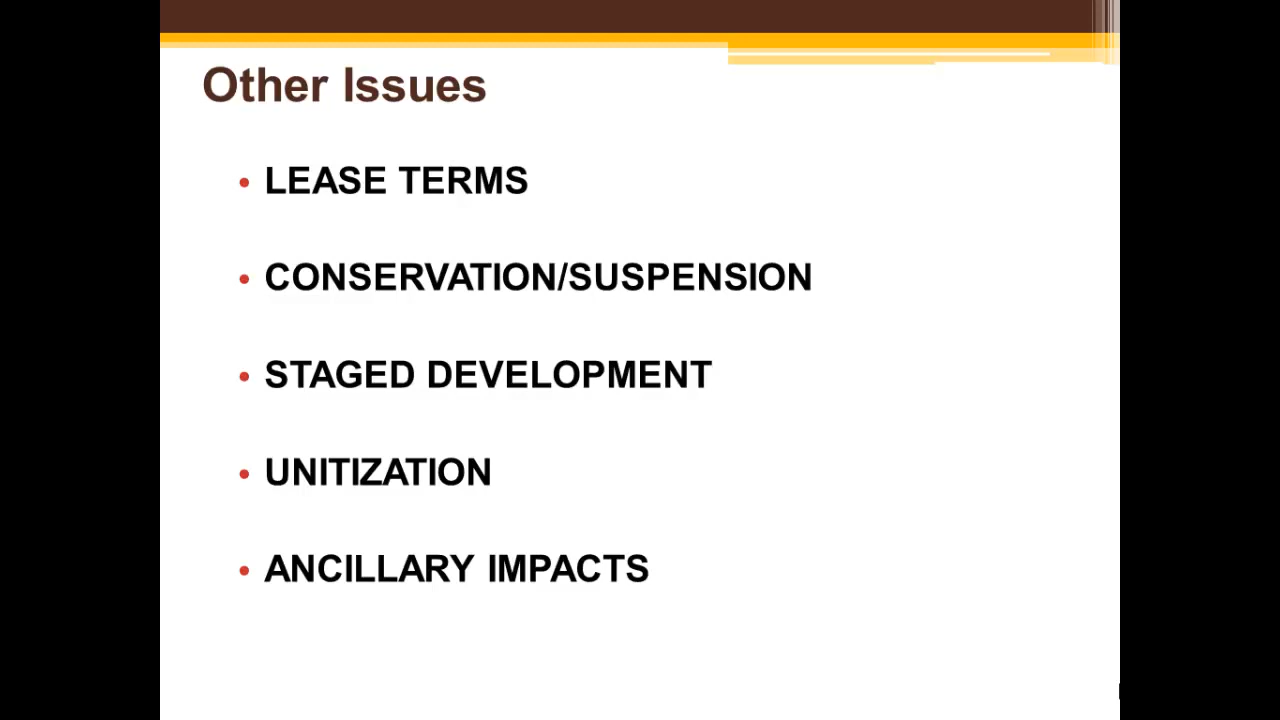 Other Issues
• LEASE TERMS
• CONSERVATION/SUSPENSION
• STAGED DEVELOPMENT
• UNITIZATION
• ANCILLARY IMPACTS